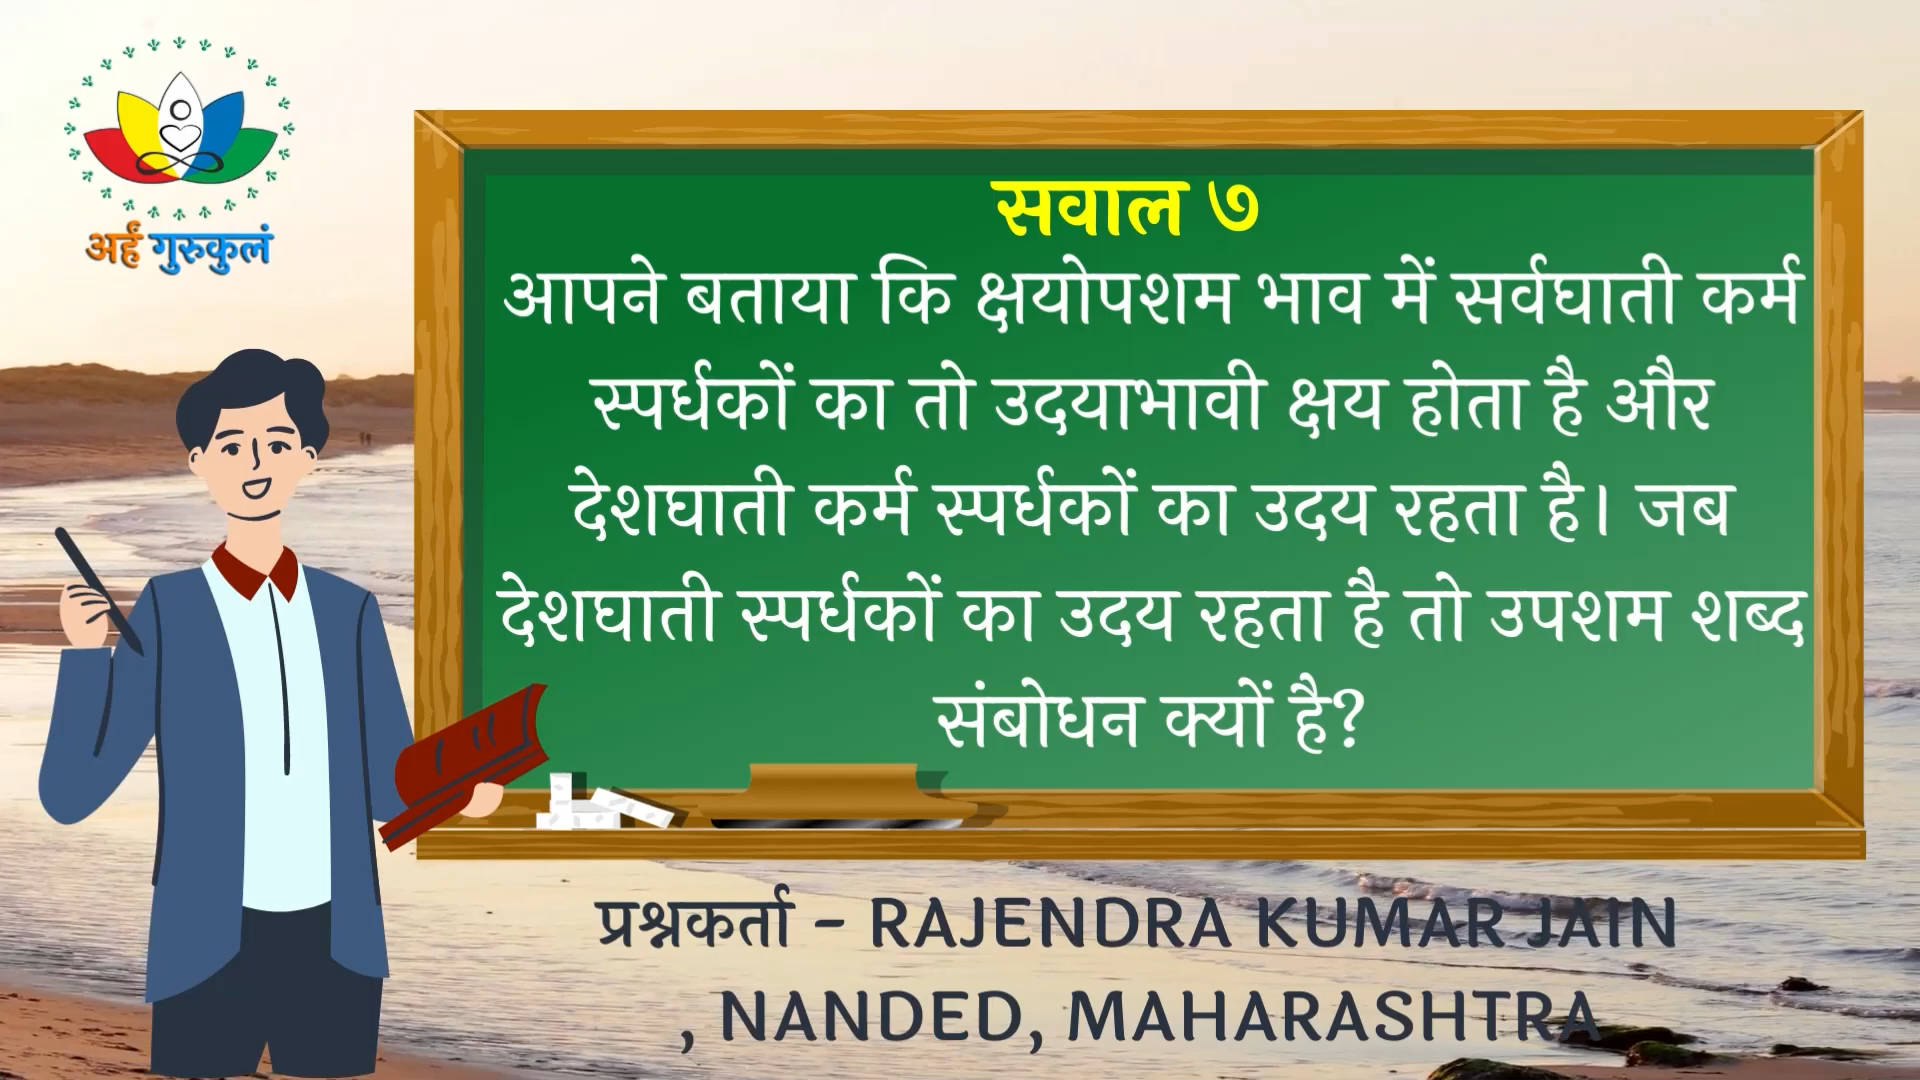 अर्हं गुरुकुलं
सवाल ७
आपने बताया कि क्षयोपशम भाव में सर्वघाती कर्म
स्पर्धकों का तो उदयाभावी क्षय होता है और
देशघाती कर्म स्पर्धकों का उदय रहता है। जब
देशघाती स्पर्धकों का उदय रहता है तो उपशम शब्द
संबोधन क्यों है?
प्रश्नकर्ता - RAJENDRA KUMAR JAIN
, NANDED, MAHARASHTRA